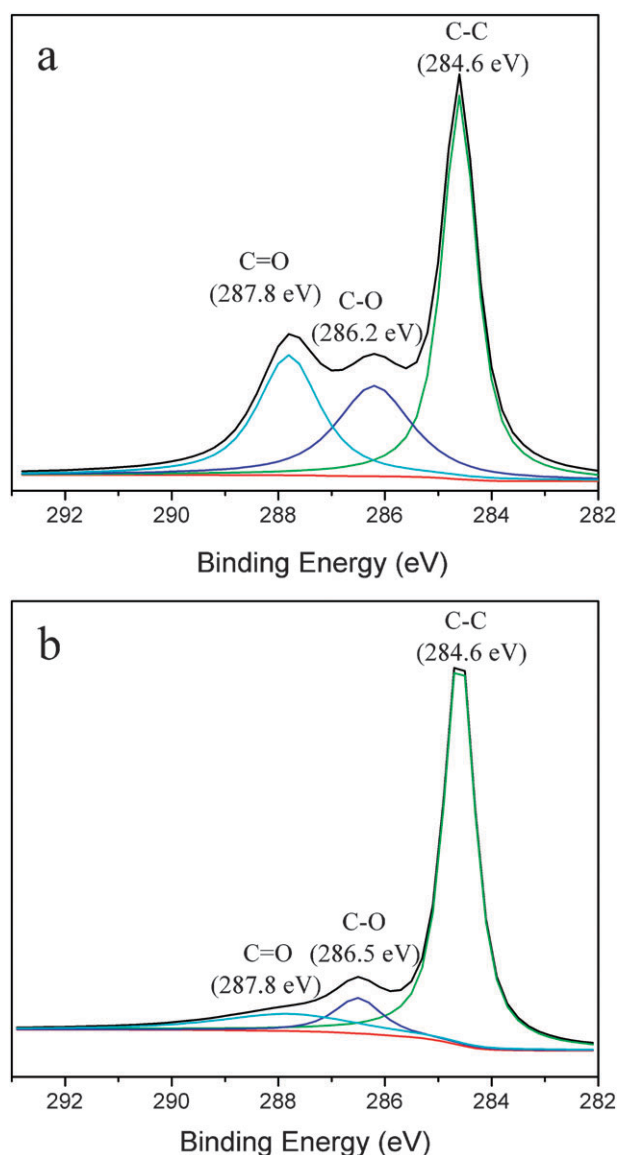 a
C-C
(284.6 eV)
C=O
(287.8 eV)
C-O
(286.2 eV)
292 290 288 286 284 282
Binding Energy (eV)
b
C-C
(284.6 eV)
C-O
(286.5 eV)
C=O
(287.8 eV)
292 290 288 286 284 282
Binding Energy (eV)